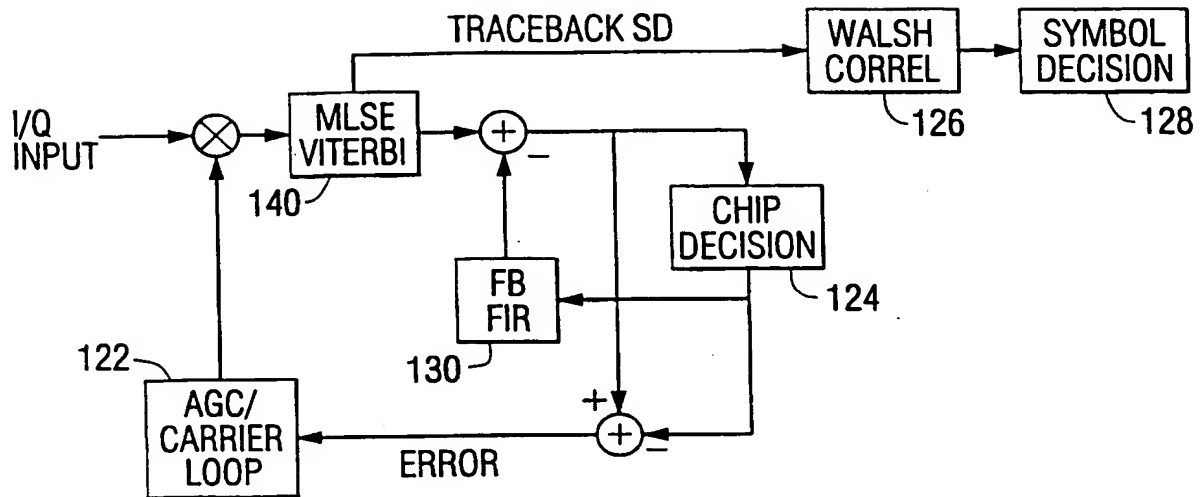 TRACEBACK SD
WALSH
CORREL
126
SYMBOL
DECISION
128
I/Q
INPUT
MLSE
VITERBI
140
+
−
CHIP
DECISION
124
FB
FIR
130
122
AGC/
CARRIER
LOOP
ERROR
+
+
−